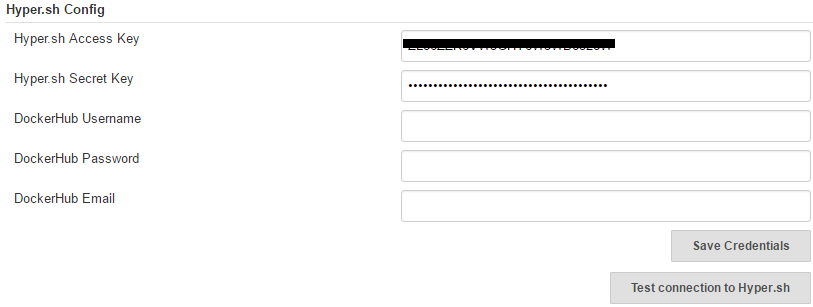 Hyper.sh Config
Hyper.sh Access Key
Hyper.sh Secret Key
••••••••••••••••••••••••••••••••••••••••
DockerHub Username
DockerHub Password
DockerHub Email
Save Credentials
Test connection to Hyper.sh